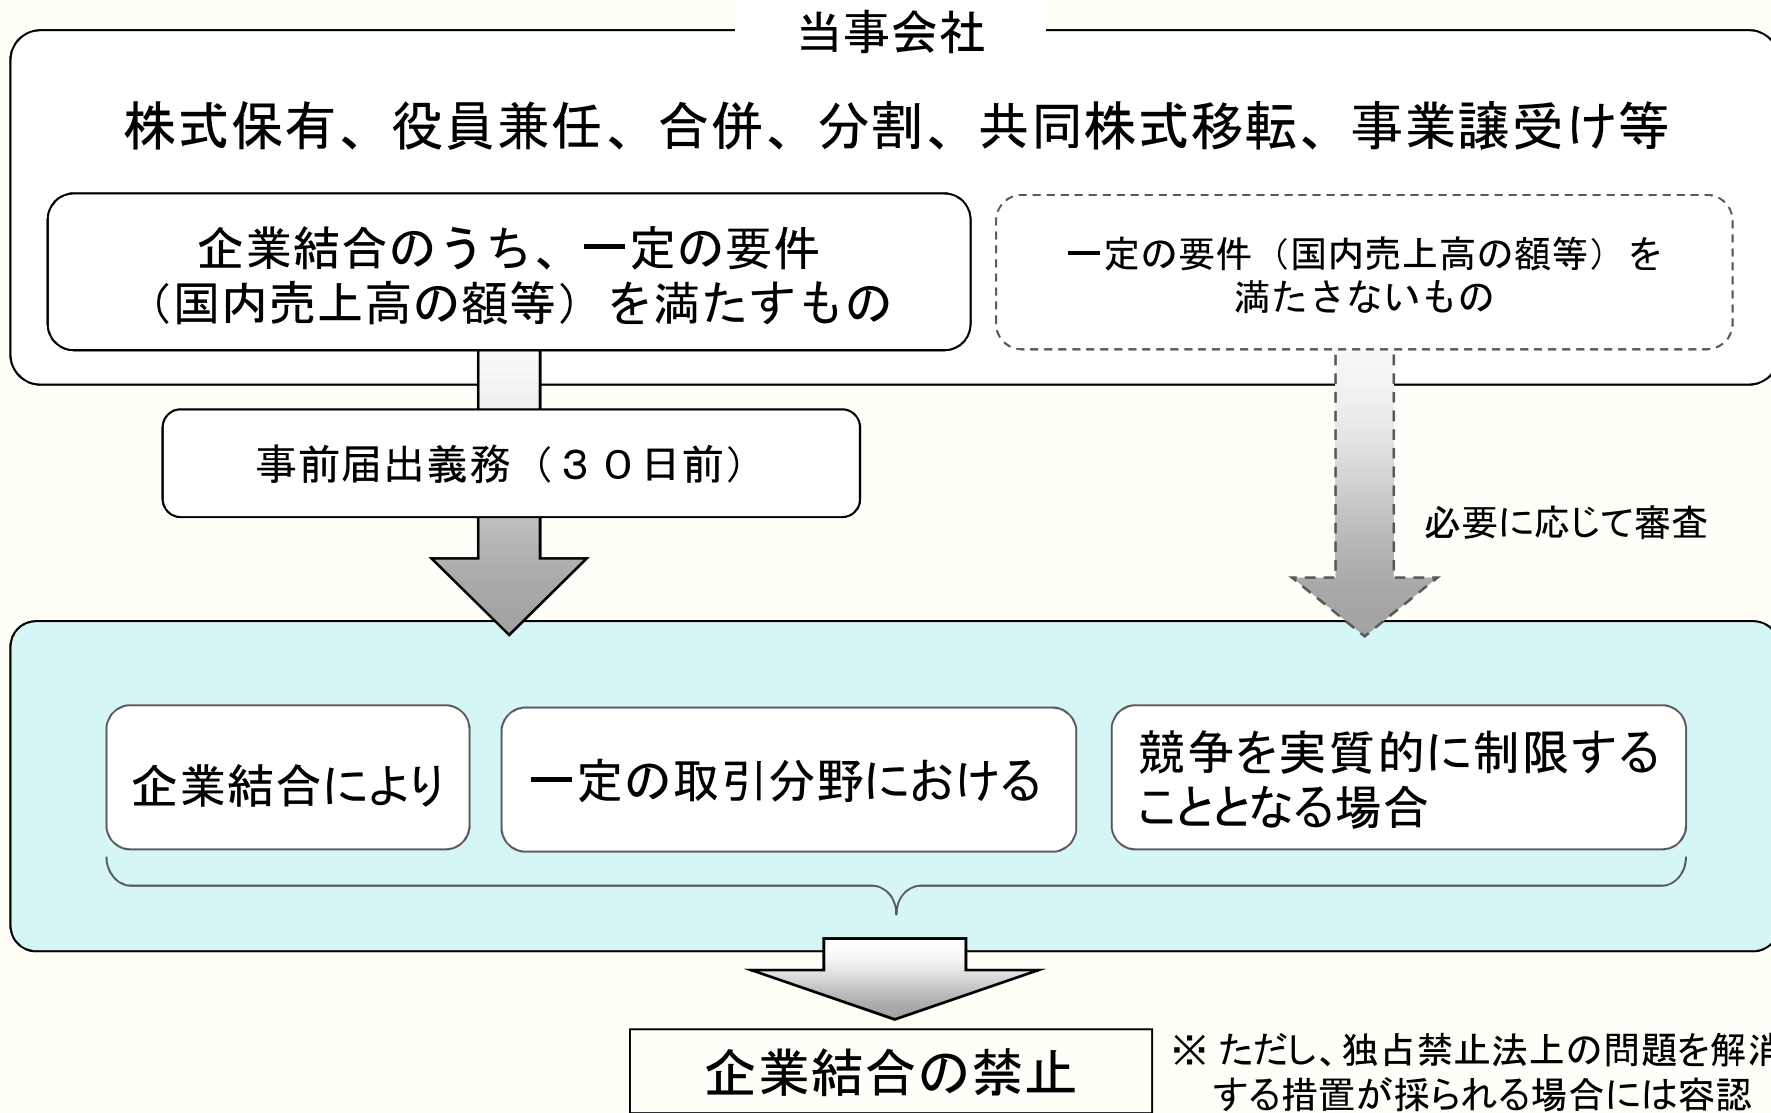 当事会社
株式保有、役員兼任、合併、分割、共同株式移転、事業譲受け等
企業結合のうち、一定の要件
（国内売上高の額等）を満たすもの
一定の要件（国内売上高の額等）を
満たさないもの
事前届出義務（３０日前）
必要に応じて審査
企業結合により
一定の取引分野における
競争を実質的に制限する
こととなる場合
企業結合の禁止
※ ただし、独占禁止法上の問題を解消
する措置が採られる場合には容認